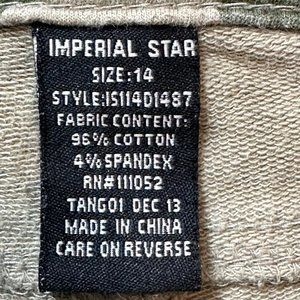 IMPERIAL STAR
SIZE:14
STYLE:IS114D1487
FABRIC CONTENT:
96% COTTON
4% SPANDEX
RN#111052
TANGO1 DEC 13
MADE IN CHINA
CARE ON REVERSE